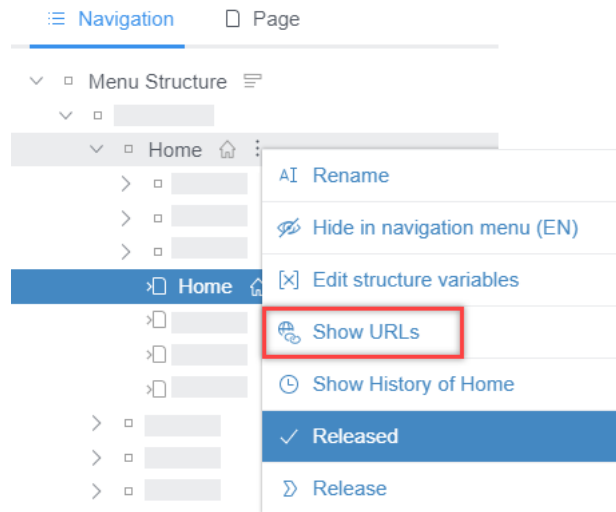 Navigation Page
Menu Structure
Home
Rename
Hide in navigation menu (EN)
Edit structure variables
Home
Show URLs
Show History of Home
Released
Release